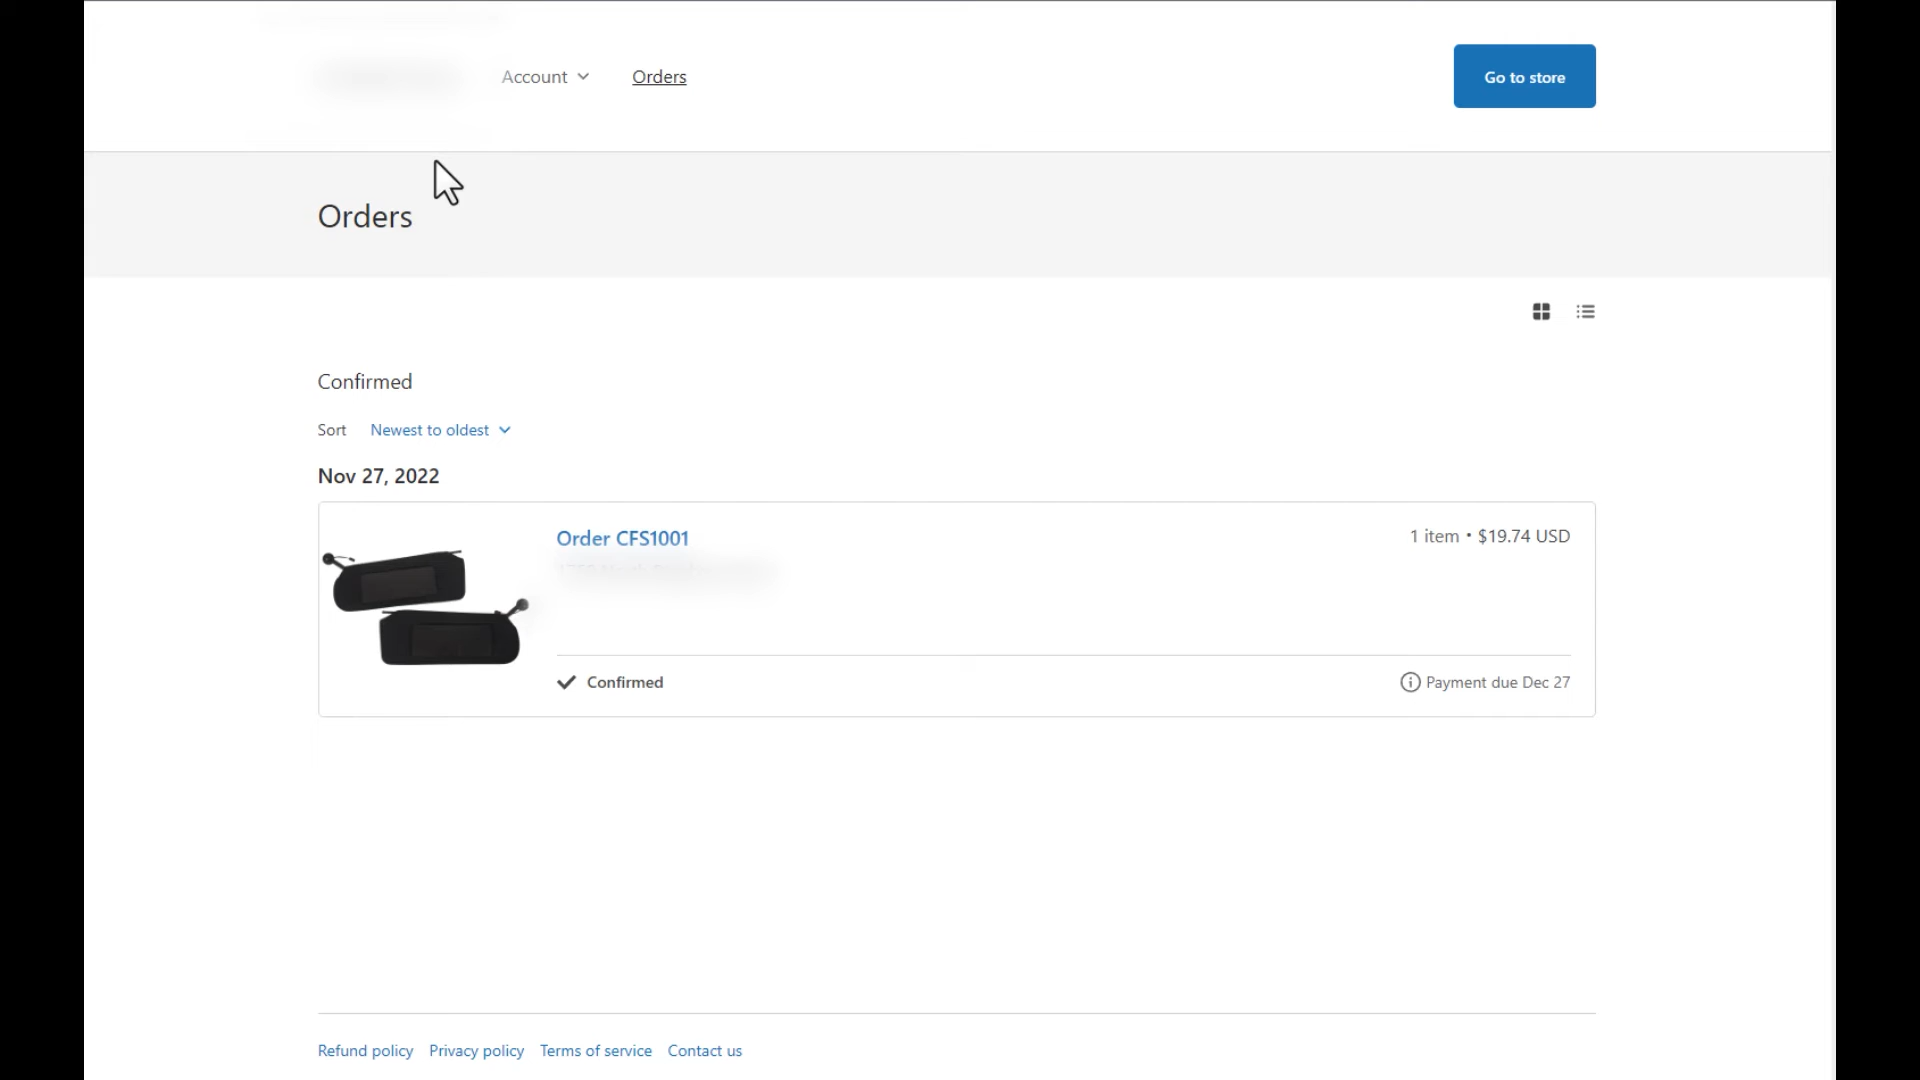 Account
Orders
Go to store
Orders
Confirmed
Sort Newest to oldest
Nov 27, 2022
Order CFS1001
1 item • $19.74 USD
Confirmed
Payment due Dec 27
Refund policy Privacy policy Terms of service Contact us